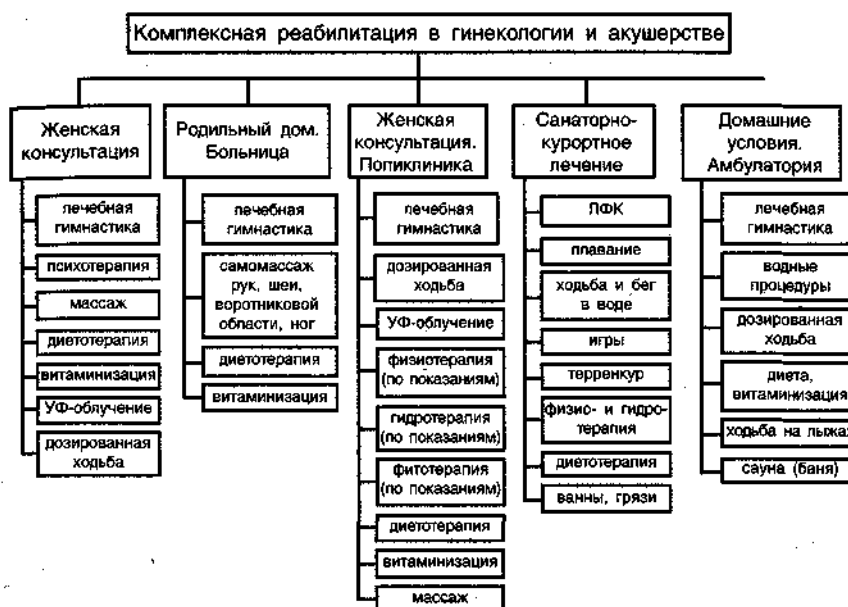 Комплексная реабилитация в гинекологии и акушерстве
Женская
консультация
лечебная
гимнастика
психотерапия
массаж
диетотерапия
витаминизация
УФ-облучение
дозированная
ходьба
Родильный дом.
Больница
лечебная
гимнастика
самомассаж
рук, шеи,
воротниковой
области, ног
диетотерапия
витаминизация
Женская
консультация.
Поликлиника
лечебная
гимнастика
дозированная
ходьба
УФ-облучение
физиотерапия
(по показаниям)
гидротерапия
(по показаниям)
фитотерапия
(по показаниям)
диетотерапия
витаминизация
массаж
Санаторно-
курортное
лечение
ЛФК
плавание
ходьба и бег
в воде
игры
терренкур
физио- и гидро-
терапия
диетотерапия
ванны, грязи
Домашние
условия.
Амбулатория
лечебная
гимнастика
водные
процедуры
дозированная
ходьба
диета,
витаминизация
ходьба на лыжах
сауна (баня)